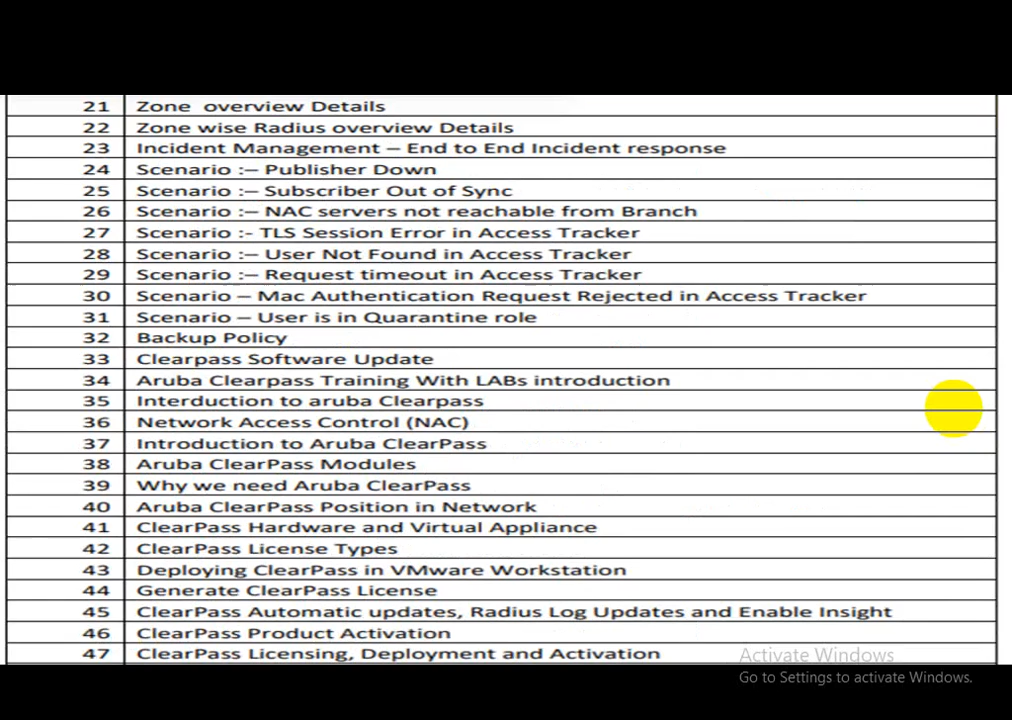 21 Zone overview Details
22 Zone wise Radius overview Details
23 Incident Management – End to End Incident response
24 Scenario :– Publisher Down
25 Scenario :– Subscriber Out of Sync
26 Scenario :– NAC servers not reachable from Branch
27 Scenario :- TLS Session Error in Access Tracker
28 Scenario :– User Not Found in Access Tracker
29 Scenario :– Request timeout in Access Tracker
30 Scenario – Mac Authentication Request Rejected in Access Tracker
31 Scenario – User is in Quarantine role
32 Backup Policy
33 Clearpass Software Update
34 Aruba Clearpass Training With LABs introduction
35 Interduction to aruba Clearpass
36 Network Access Control (NAC)
37 Introduction to Aruba ClearPass
38 Aruba ClearPass Modules
39 Why we need Aruba ClearPass
40 Aruba ClearPass Position in Network
41 ClearPass Hardware and Virtual Appliance
42 ClearPass License Types
43 Deploying ClearPass in VMware Workstation
44 Generate ClearPass License
45 ClearPass Automatic updates, Radius Log Updates and Enable Insight
46 ClearPass Product Activation
47 ClearPass Licensing, Deployment and Activation
Activate Windows
Go to Settings to activate Windows.